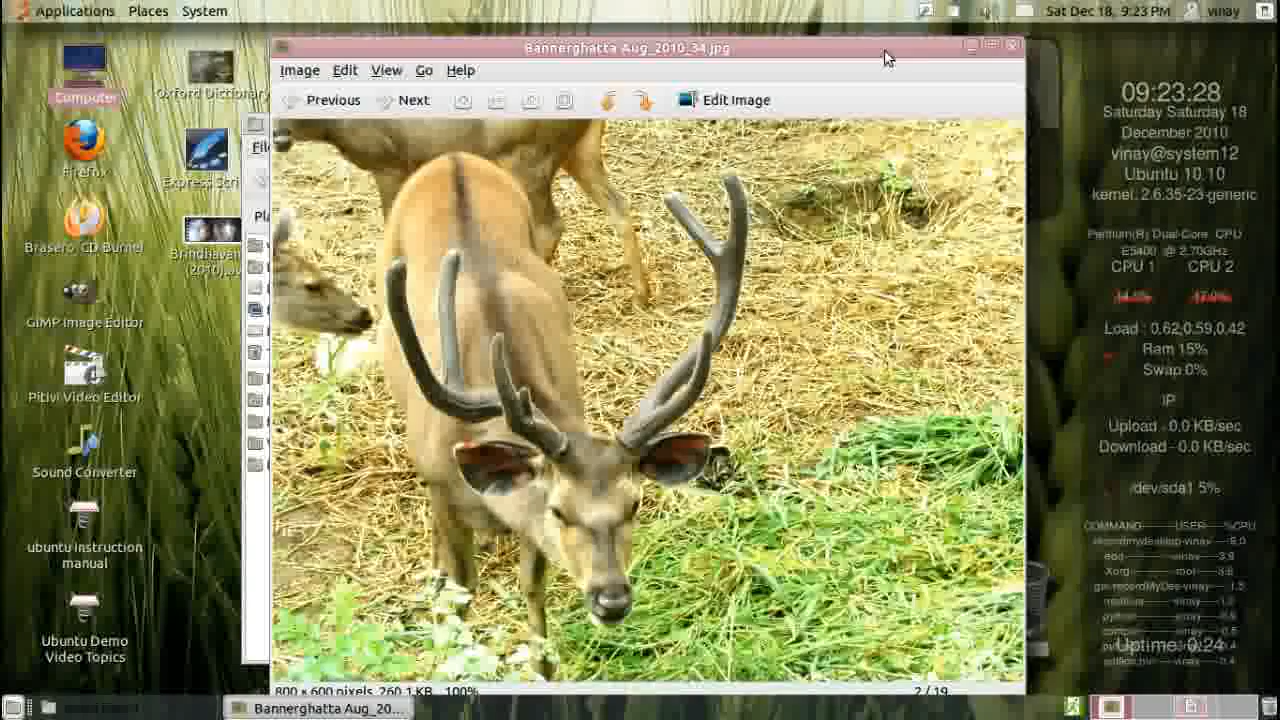 Applications Places System
Sat Dec 18, 9:23 PM vinay
Bannerghatta Aug_2010_34.jpg
Image Edit View Go Help
Previous Next Edit Image
Computer
Oxford Dictionary
Firefox
Express Scri
Brasero CD Burner
Brindhavan
(2010)
GIMP Image Editor
Pitivi Video Editor
Sound Converter
ubuntu instruction
manual
Ubuntu Demo
Video Topics
09:23:28
Saturday Saturday 18
December 2010
vinay@system12
Ubuntu 10.10
kernel: 2.6.35-23-generic
Pentium(R) Dual-Core CPU
E5400 @ 2.70GHz
CPU 1 CPU 2
Load : 0.62,0.59,0.42
Ram 15%
Swap 0%
IP
Upload - 0.0 KB/sec
Download - 0.0 KB/sec
/dev/sda1 5%
COMMAND USER %CPU
Uptime: 0:24
800 × 600 pixels 260.1 KB 100%
2 / 19
Bannerghatta Aug_20...